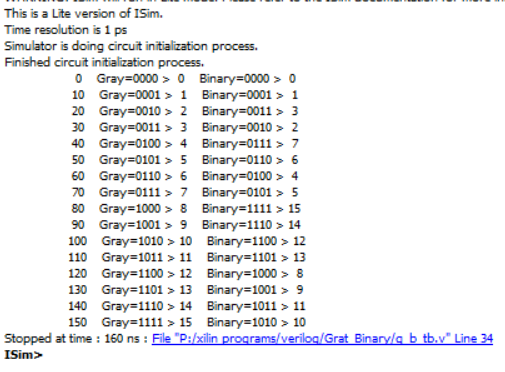 This is a Lite version of ISim.
Time resolution is 1 ps
Simulator is doing circuit initialization process.
Finished circuit initialization process.
0 Gray=0000 > 0 Binary=0000 > 0
10 Gray=0001 > 1 Binary=0001 > 1
20 Gray=0010 > 2 Binary=0011 > 3
30 Gray=0011 > 3 Binary=0010 > 2
40 Gray=0100 > 4 Binary=0111 > 7
50 Gray=0101 > 5 Binary=0110 > 6
60 Gray=0110 > 6 Binary=0100 > 4
70 Gray=0111 > 7 Binary=0101 > 5
80 Gray=1000 > 8 Binary=1111 > 15
90 Gray=1001 > 9 Binary=1110 > 14
100 Gray=1010 > 10 Binary=1100 > 12
110 Gray=1011 > 11 Binary=1101 > 13
120 Gray=1100 > 12 Binary=1000 > 8
130 Gray=1101 > 13 Binary=1001 > 9
140 Gray=1110 > 14 Binary=1011 > 11
150 Gray=1111 > 15 Binary=1010 > 10
Stopped at time : 160 ns : File "P:/xilin programs/verilog/Grat_Binary/g_b_tb.v" Line 34
ISim>